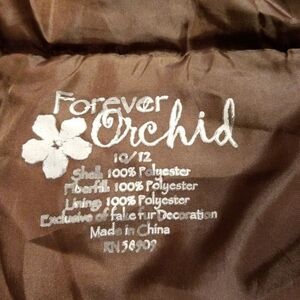 Forever
Orchid
10/12
Shell: 100% Polyester
Fiberfill: 100% Polyester
Lining: 100% Polyester
Exclusive of fake fur Decoration
Made in China
RN 58909